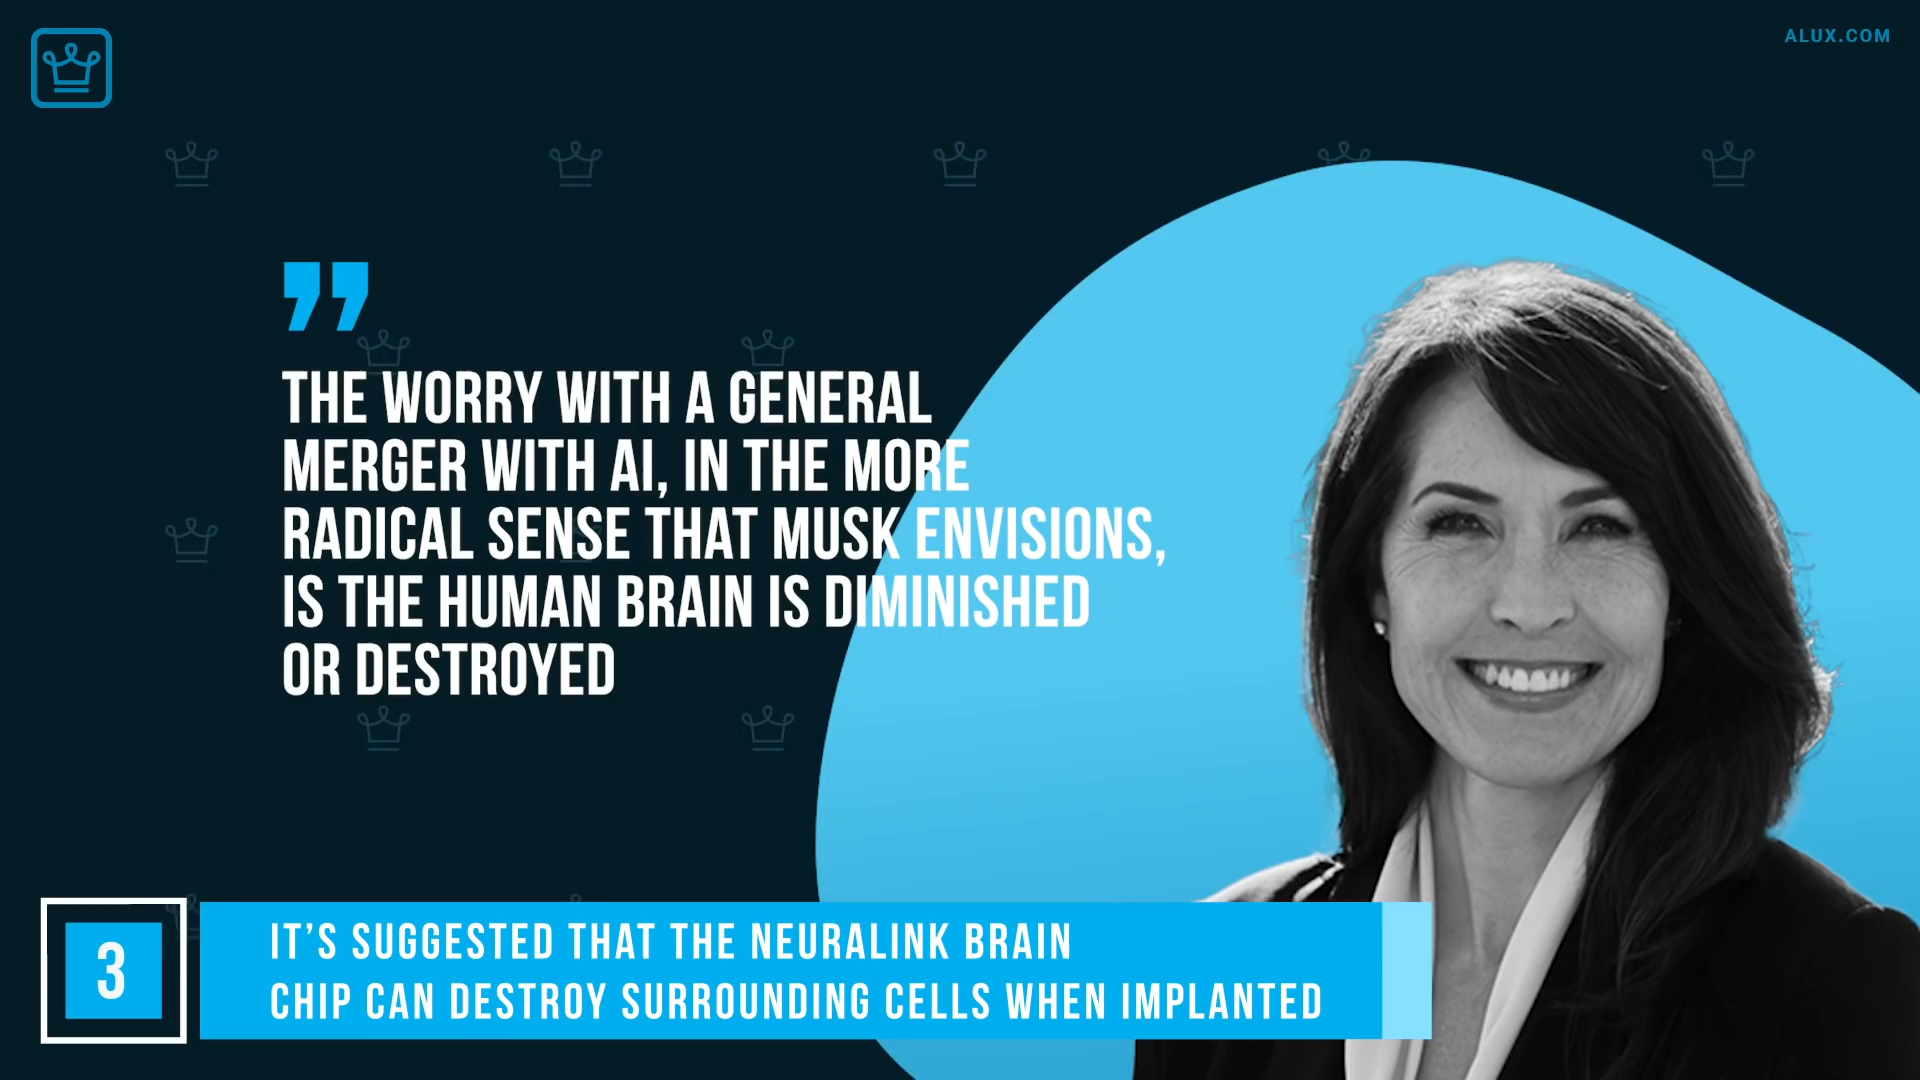 ALUX.COM
”
THE WORRY WITH A GENERAL
MERGER WITH AI, IN THE MORE
RADICAL SENSE THAT MUSK ENVISIONS,
IS THE HUMAN BRAIN IS DIMINISHED
OR DESTROYED
3
IT’S SUGGESTED THAT THE NEURALINK BRAIN
CHIP CAN DESTROY SURROUNDING CELLS WHEN IMPLANTED